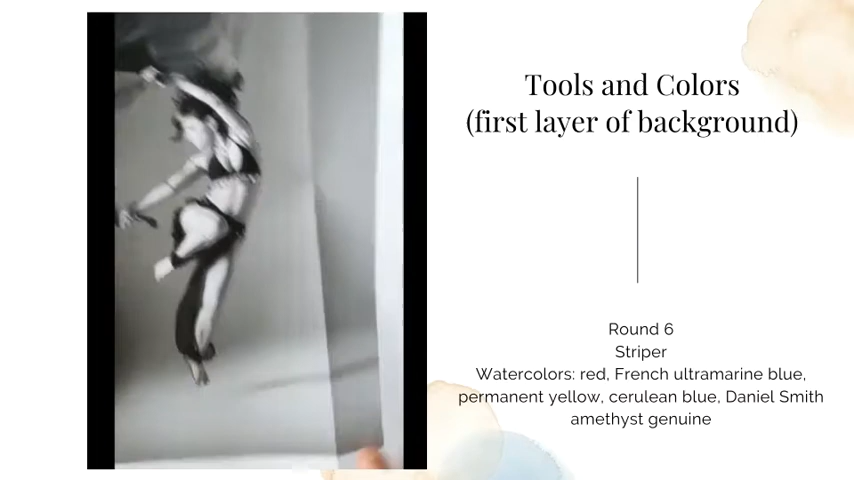 Tools and Colors
(first layer of background)
Round 6
Striper
Watercolors: red, French ultramarine blue,
permanent yellow, cerulean blue, Daniel Smith
amethyst genuine